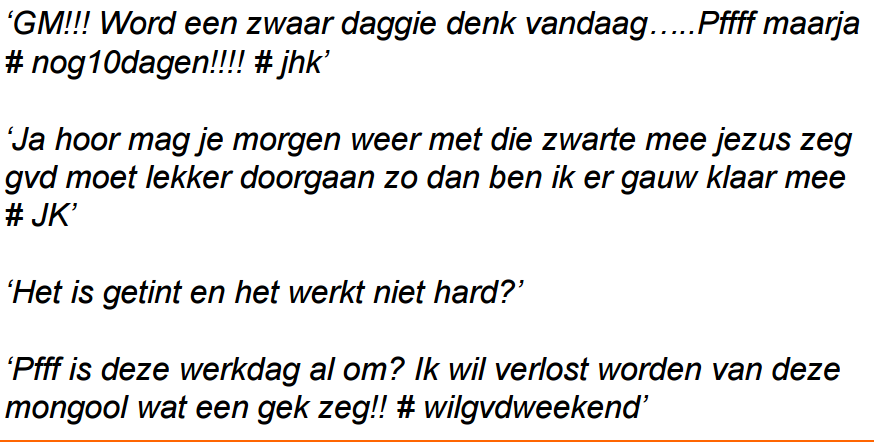 ‘GM!!! Word een zwaar daggie denk vandaag…..Pffff maarja
# nog10dagen!!!! # jhk’
‘Ja hoor mag je morgen weer met die zwarte mee jezus zeg
gvd moet lekker doorgaan zo dan ben ik er gauw klaar mee
# JK’
‘Het is getint en het werkt niet hard?’
‘Pfff is deze werkdag al om? Ik wil verlost worden van deze
mongool wat een gek zeg!! # wilgvdweekend’